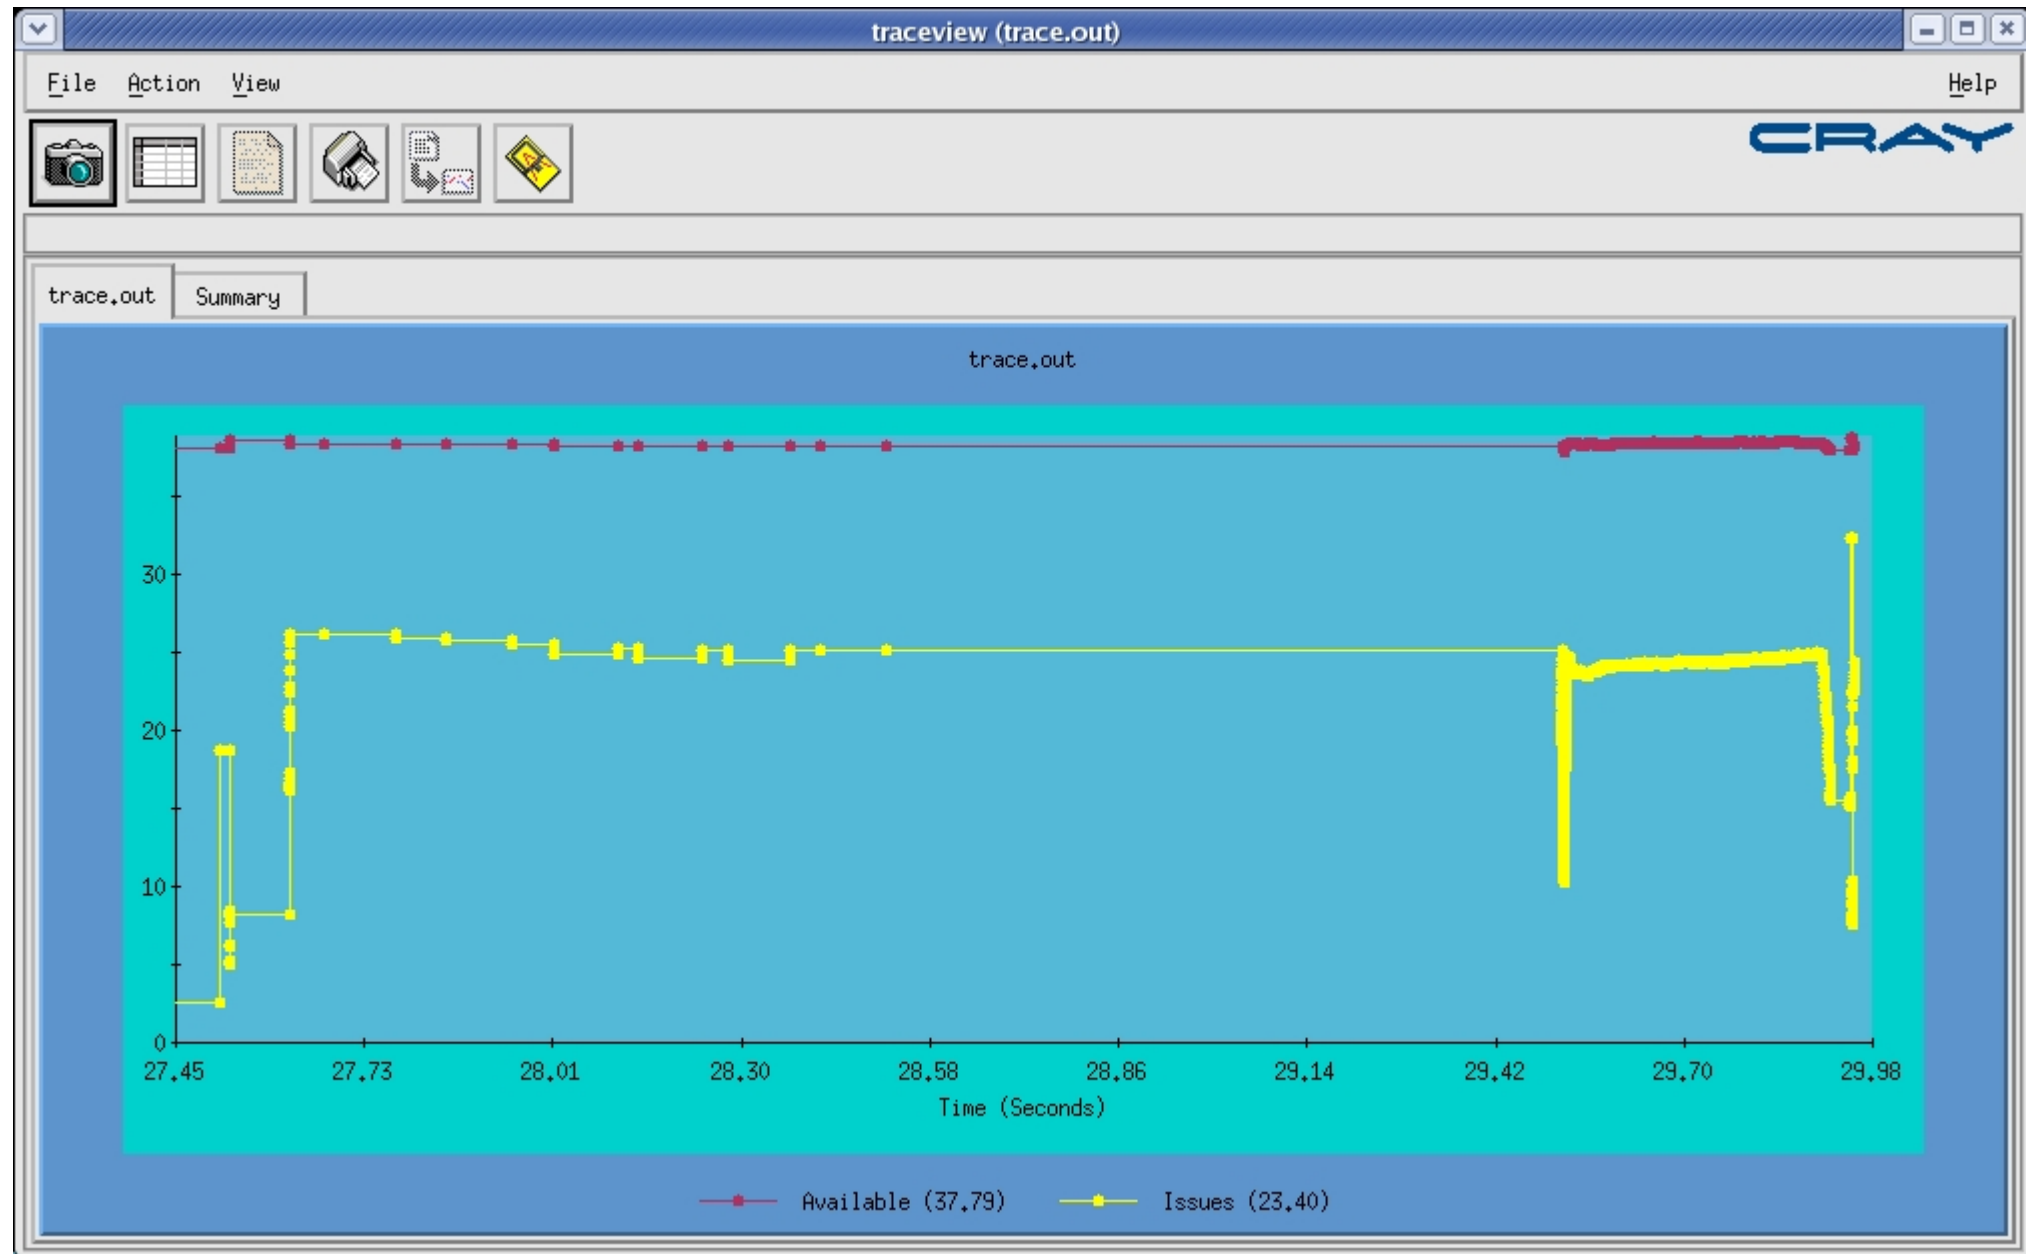 traceview (trace.out)
File Action View Help
CRAY
trace.out Summary
trace.out
30
20
10
0
27.45 27.73 28.01 28.30 28.58 28.86 29.14 29.42 29.70 29.98
Time (Seconds)
Available (37.79) Issues (23.40)